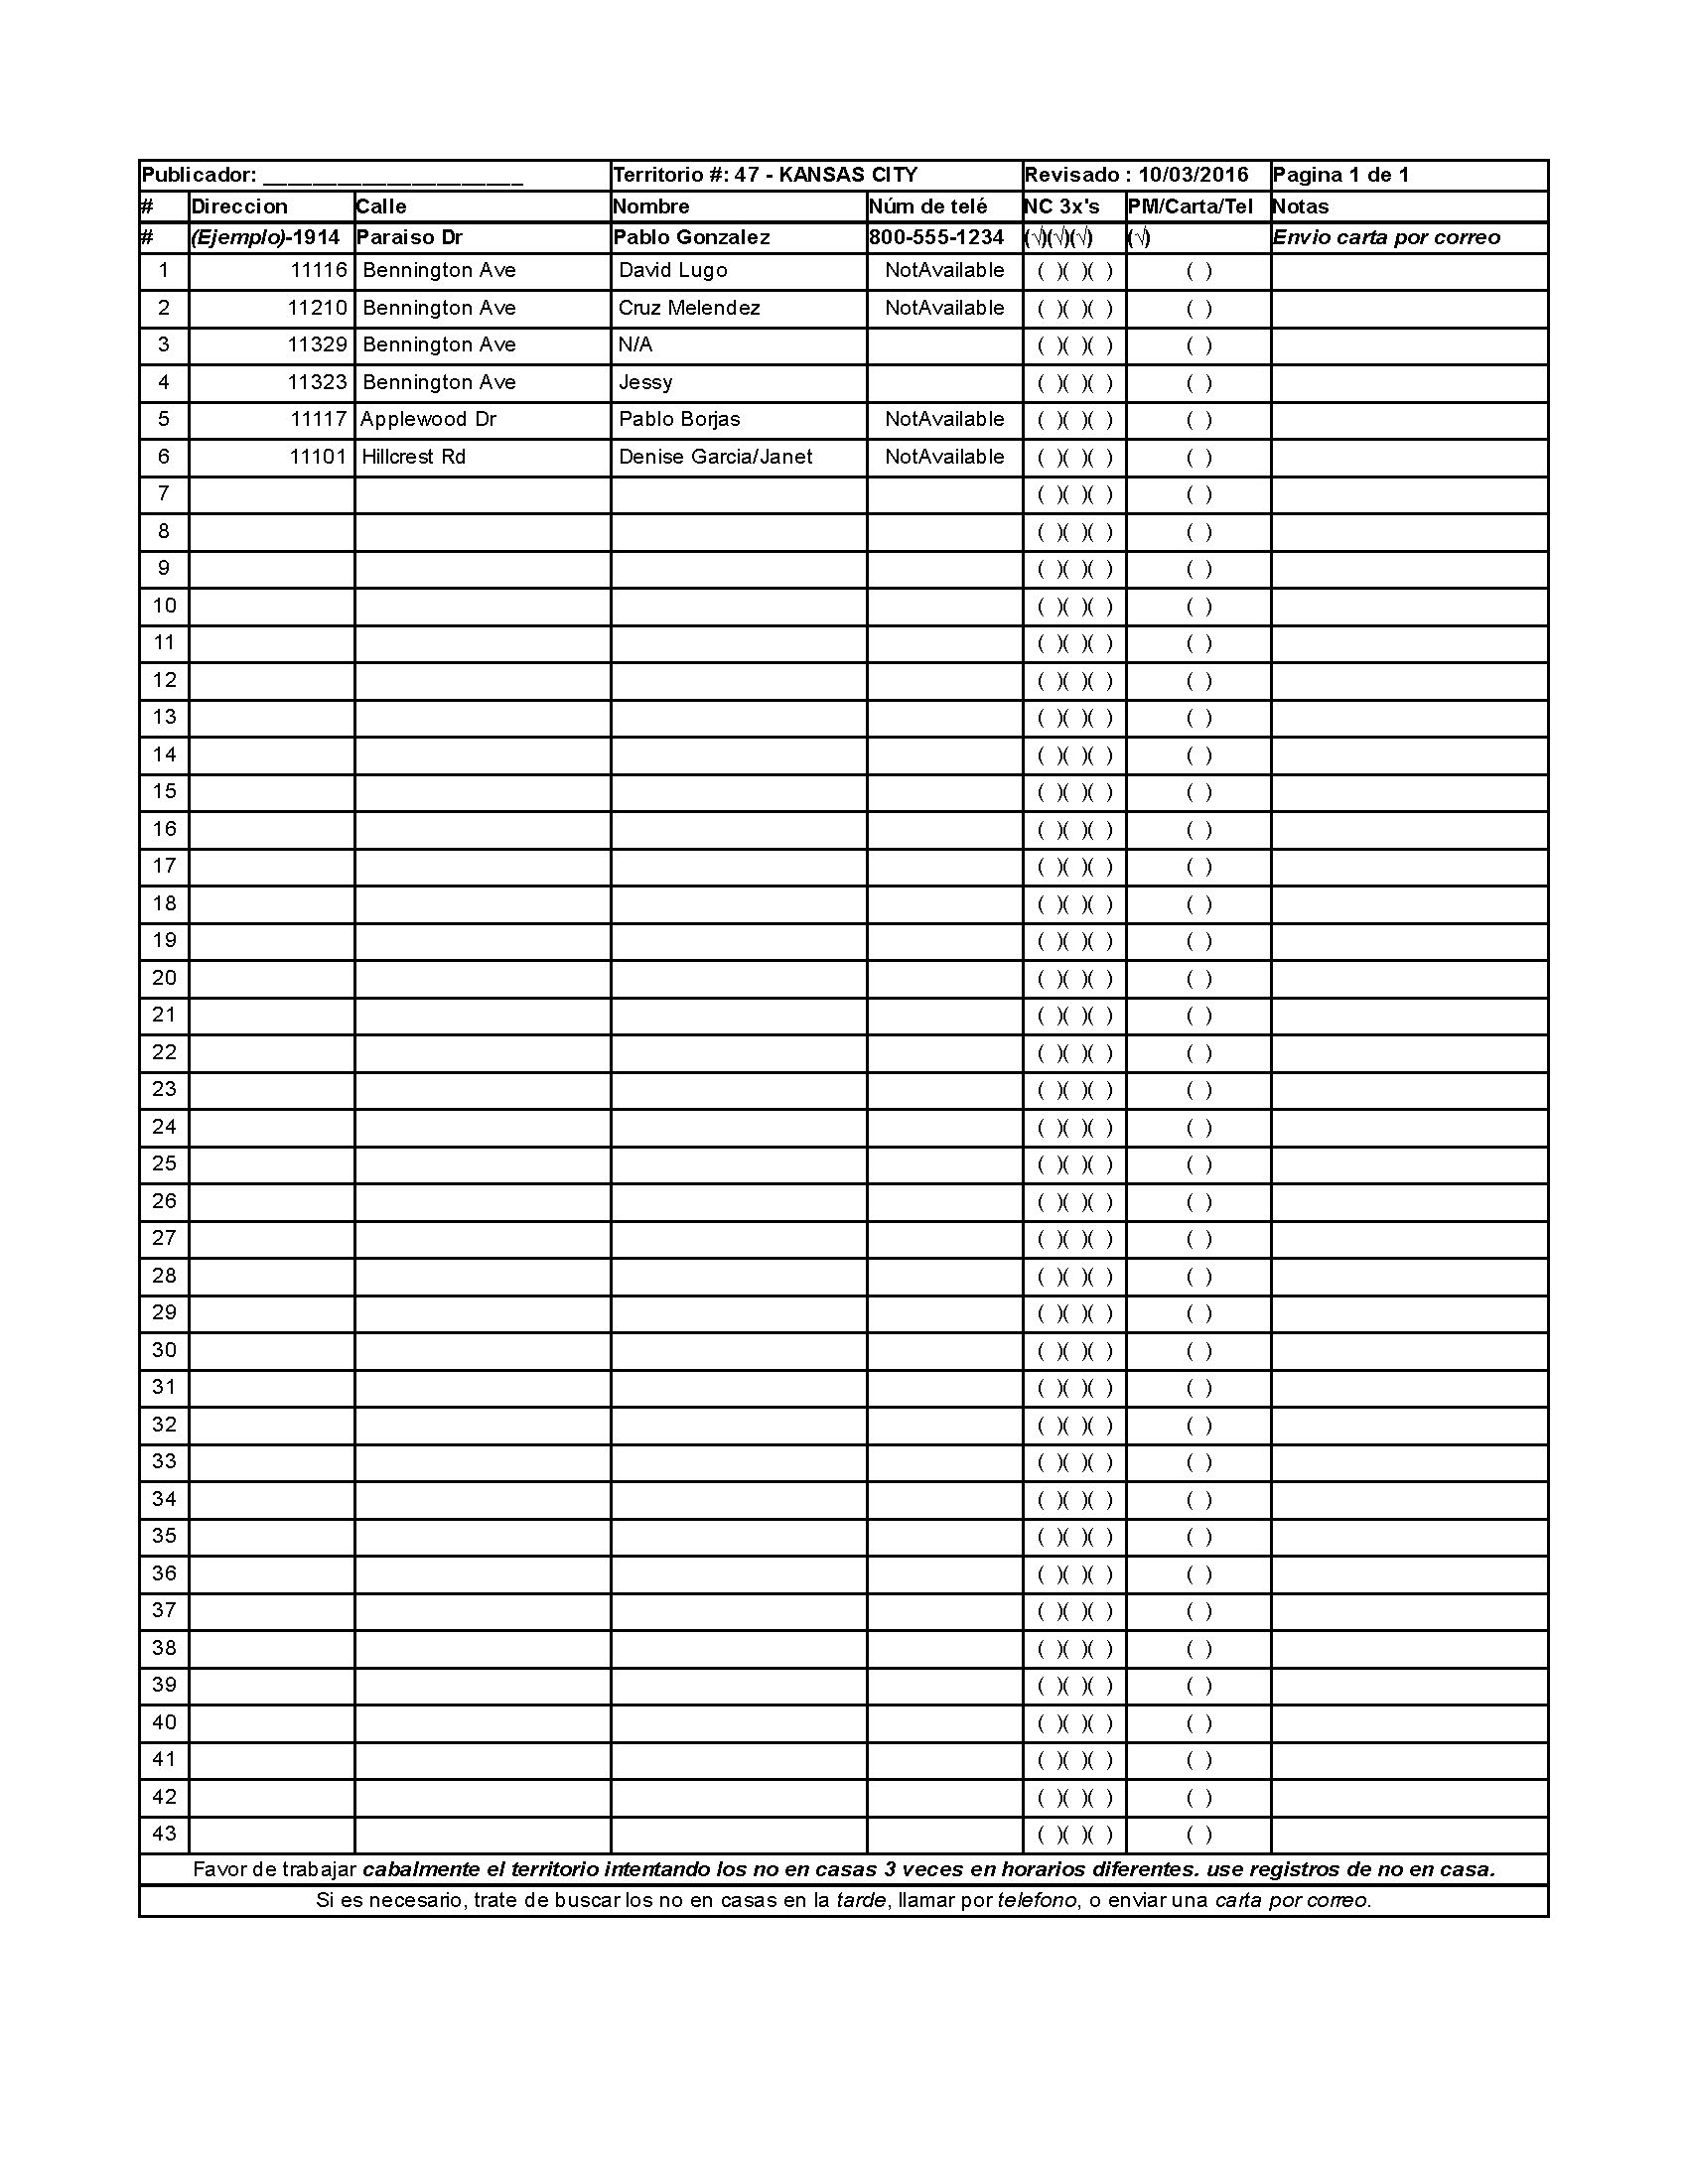 Publicador: ______________________ Territorio #: 47 - KANSAS CITY Revisado : 10/03/2016 Pagina 1 de 1
# Direccion Calle Nombre Núm de telé NC 3x's PM/Carta/Tel Notas
# (Ejemplo)-1914 Paraiso Dr Pablo Gonzalez 800-555-1234 (√)(√)(√) (√) Envio carta por correo
1 11116 Bennington Ave David Lugo NotAvailable ( )( )( ) ( )
2 11210 Bennington Ave Cruz Melendez NotAvailable ( )( )( ) ( )
3 11329 Bennington Ave N/A ( )( )( ) ( )
4 11323 Bennington Ave Jessy ( )( )( ) ( )
5 11117 Applewood Dr Pablo Borjas NotAvailable ( )( )( ) ( )
6 11101 Hillcrest Rd Denise Garcia/Janet NotAvailable ( )( )( ) ( )
7 ( )( )( ) ( )
8 ( )( )( ) ( )
9 ( )( )( ) ( )
10 ( )( )( ) ( )
11 ( )( )( ) ( )
12 ( )( )( ) ( )
13 ( )( )( ) ( )
14 ( )( )( ) ( )
15 ( )( )( ) ( )
16 ( )( )( ) ( )
17 ( )( )( ) ( )
18 ( )( )( ) ( )
19 ( )( )( ) ( )
20 ( )( )( ) ( )
21 ( )( )( ) ( )
22 ( )( )( ) ( )
23 ( )( )( ) ( )
24 ( )( )( ) ( )
25 ( )( )( ) ( )
26 ( )( )( ) ( )
27 ( )( )( ) ( )
28 ( )( )( ) ( )
29 ( )( )( ) ( )
30 ( )( )( ) ( )
31 ( )( )( ) ( )
32 ( )( )( ) ( )
33 ( )( )( ) ( )
34 ( )( )( ) ( )
35 ( )( )( ) ( )
36 ( )( )( ) ( )
37 ( )( )( ) ( )
38 ( )( )( ) ( )
39 ( )( )( ) ( )
40 ( )( )( ) ( )
41 ( )( )( ) ( )
42 ( )( )( ) ( )
43 ( )( )( ) ( )
Favor de trabajar cabalmente el territorio intentando los no en casas 3 veces en horarios diferentes. use registros de no en casa.
Si es necesario, trate de buscar los no en casas en la tarde, llamar por telefono, o enviar una carta por correo.